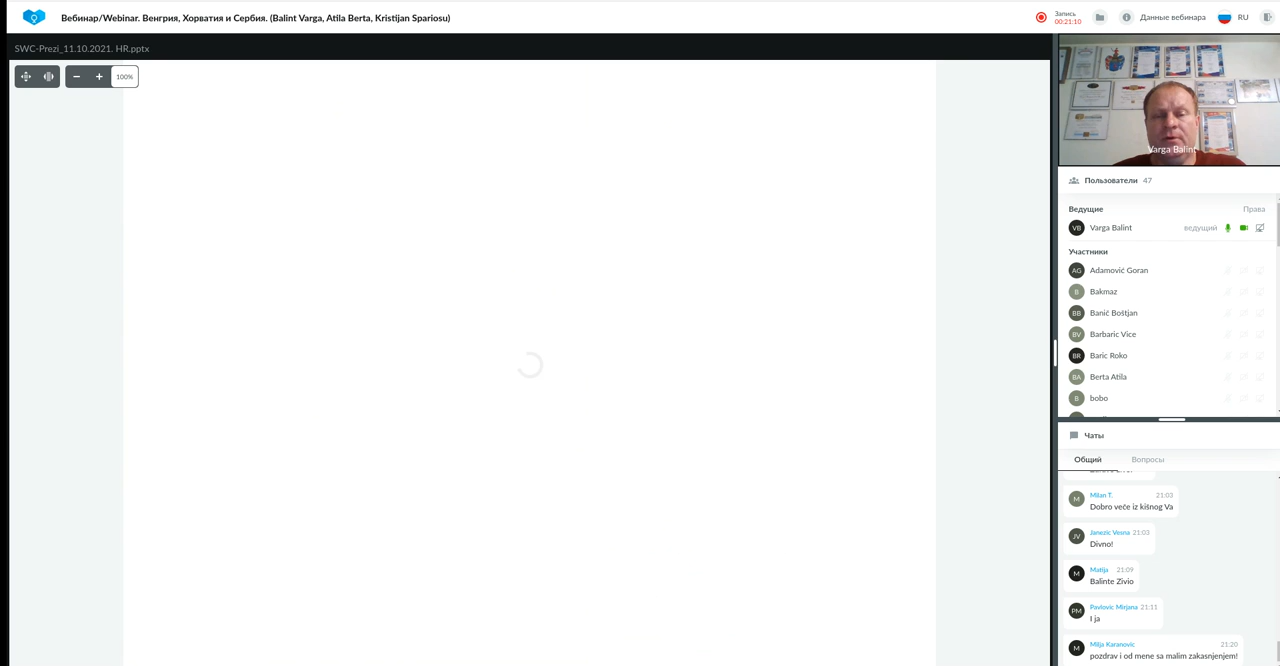 Вебинар/Webinar. Венгрия, Хорватия и Сербия. (Balint Varga, Atila Berta, Kristijan Spariosu)
Запись
00:21:10
Данные вебинара
RU
SWC-Prezi_11.10.2021. HR.pptx
100%
Varga Balint
Пользователи 47
Ведущие Права
VB Varga Balint ведущий
Участники
AG Adamović Goran
B Bakmaz
BB Banić Boštjan
BV Barbaric Vice
BR Baric Roko
BA Berta Atila
B bobo
Чаты
Общий Вопросы
M Milan T. 21:03
Dobro veče iz kišnog Va
JV Janezic Vesna 21:03
Divno!
M Matija 21:09
Balinte Zivio
PM Pavlovic Mirjana 21:11
I ja
M Milja Karanovic 21:20
pozdrav i od mene sa malim zakasnjenjem!